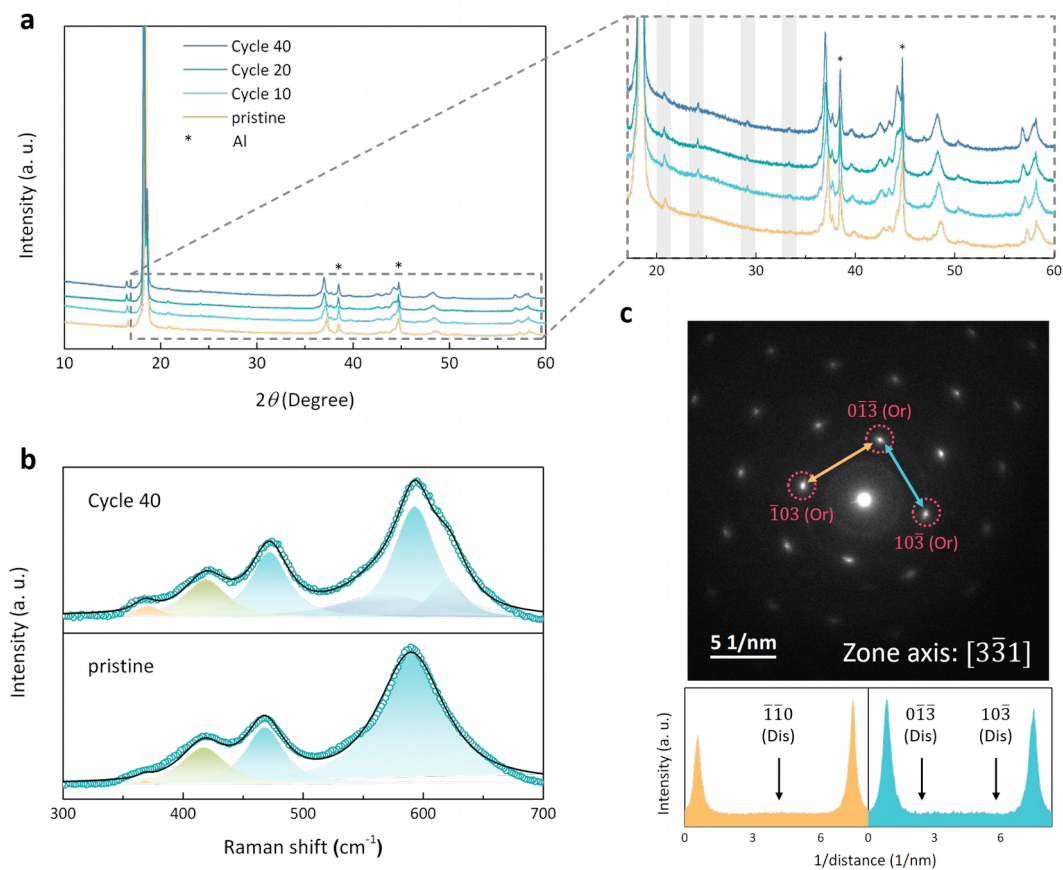 a
Cycle 40
Cycle 20
Cycle 10
pristine
* Al
*
*
Intensity (a. u.)
10 20 30 40 50 60
2θ (Degree)
*
*
20 30 40 50 60
b
Cycle 40
pristine
Intensity (a. u.)
300 400 500 600 700
Raman shift (cm⁻¹)
c
01̅3̅ (Or)
1̅03 (Or)
103̅ (Or)
5 1/nm
Zone axis: [33̅1]
1̅1̅0
(Dis)
01̅3̅
(Dis)
103̅
(Dis)
Intensity (a. u.)
0 6 0 3 6
1/distance (1/nm)